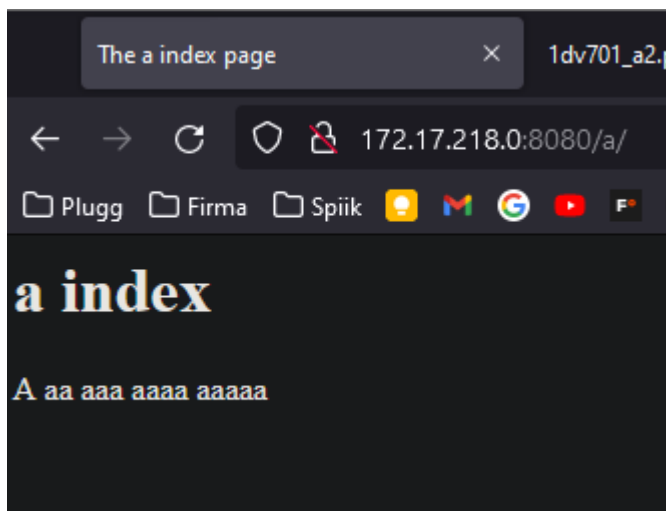 The a index page
1dv701_a2.p
172.17.218.0:8080/a/
Plugg Firma Spiik
a index
A aa aaa aaaa aaaaa